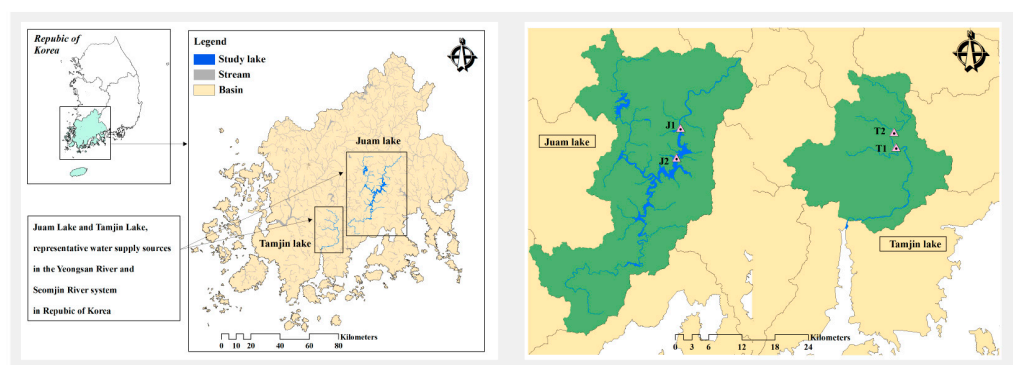 Republic of
Korea
Legend
Study lake
Stream
Basin
Juam lake
Tamjin lake
Juam Lake and Tamjin Lake,
representative water supply sources
in the Yeongsan River and
Seomjin River system
in Repubic of Korea
Kilometers
0 10 20 40 60 80
J1
J2
Juam lake
T2
T1
Tamjin lake
Kilometers
0 3 6 12 18 24